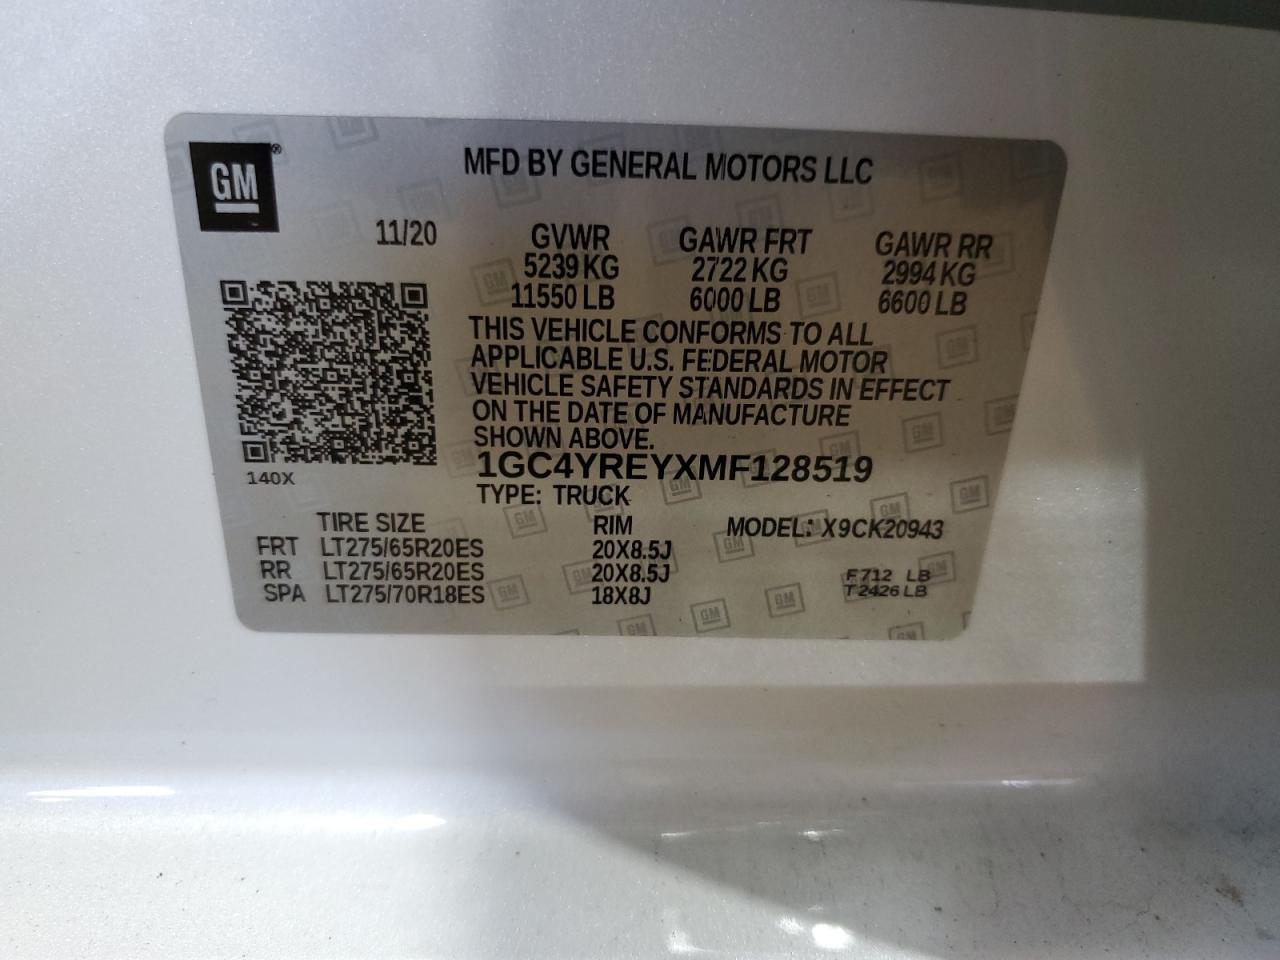 GM®
MFD BY GENERAL MOTORS LLC
11/20 GVWR GAWR FRT GAWR RR
5239 KG 2722 KG 2994 KG
11550 LB 6000 LB 6600 LB
THIS VEHICLE CONFORMS TO ALL
APPLICABLE U.S. FEDERAL MOTOR
VEHICLE SAFETY STANDARDS IN EFFECT
ON THE DATE OF MANUFACTURE
SHOWN ABOVE.
140X
1GC4YREYXMF128519
TYPE: TRUCK
TIRE SIZE RIM MODEL: X9CK20943
FRT LT275/65R20ES 20X8.5J
RR LT275/65R20ES 20X8.5J F 712 LB
SPA LT275/70R18ES 18X8J T 2426 LB